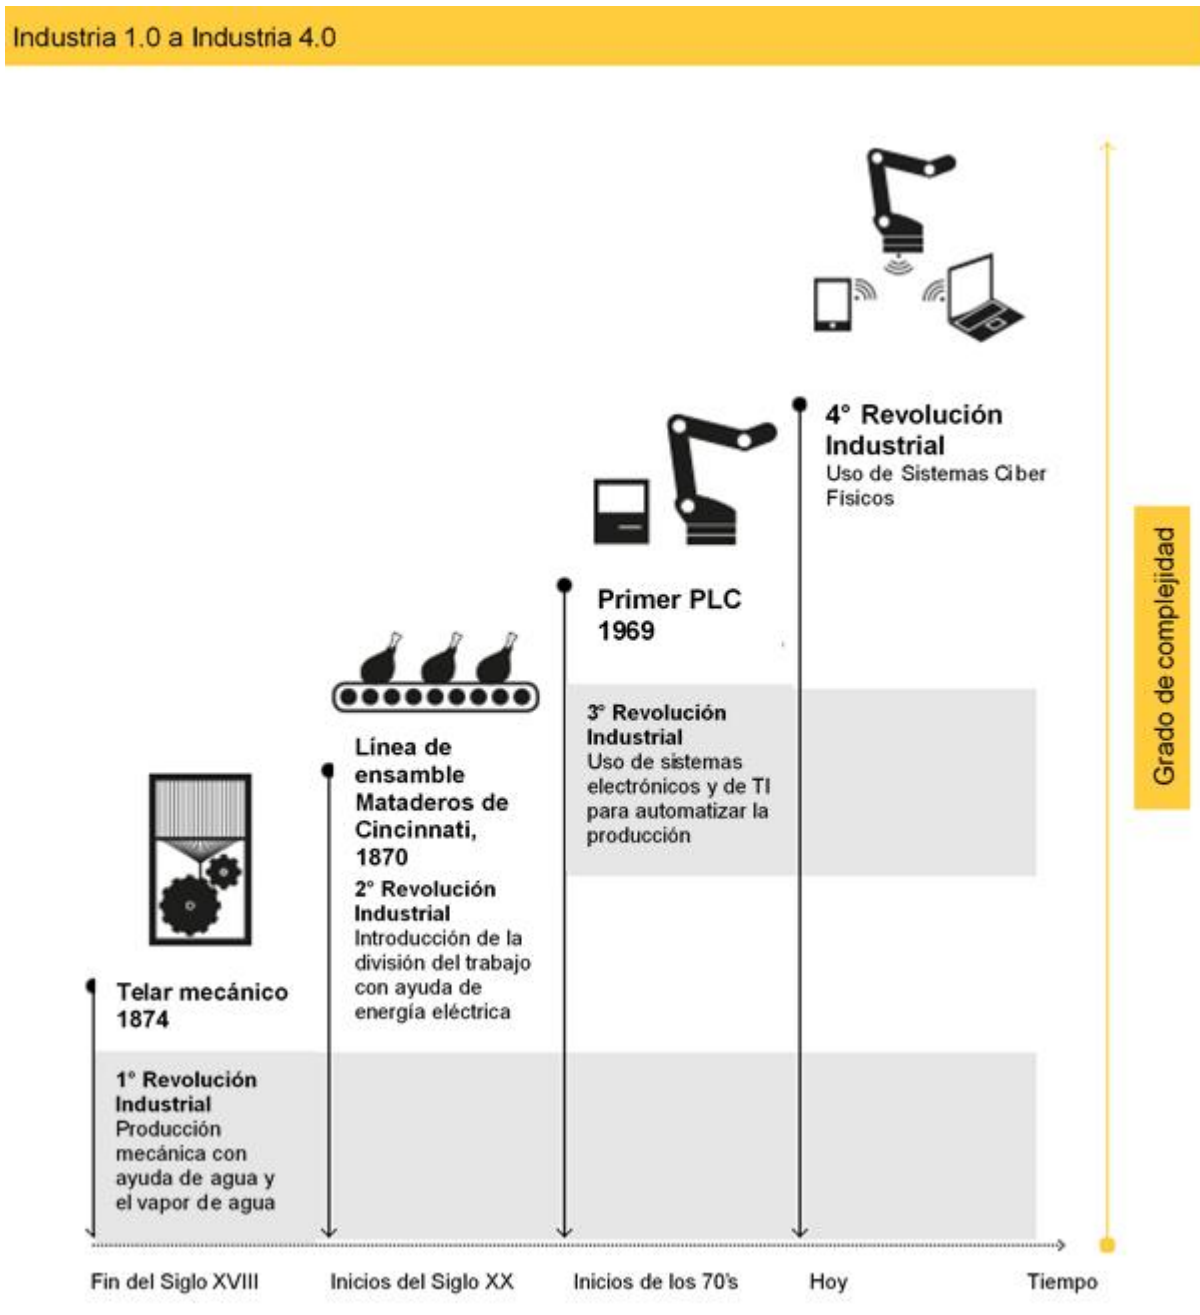 Industria 1.0 a Industria 4.0
4° Revolución
Industrial
Uso de Sistemas Ciber
Físicos
Primer PLC
1969
3° Revolución
Industrial
Uso de sistemas
electrónicos y de TI
para automatizar la
producción
Línea de
ensamble
Mataderos de
Cincinnati,
1870
2° Revolución
Industrial
Introducción de la
división del trabajo
con ayuda de
energía eléctrica
Telar mecánico
1874
1° Revolución
Industrial
Producción
mecánica con
ayuda de agua y
el vapor de agua
Grado de complejidad
Fin del Siglo XVIII
Inicios del Siglo XX
Inicios de los 70's
Hoy
Tiempo